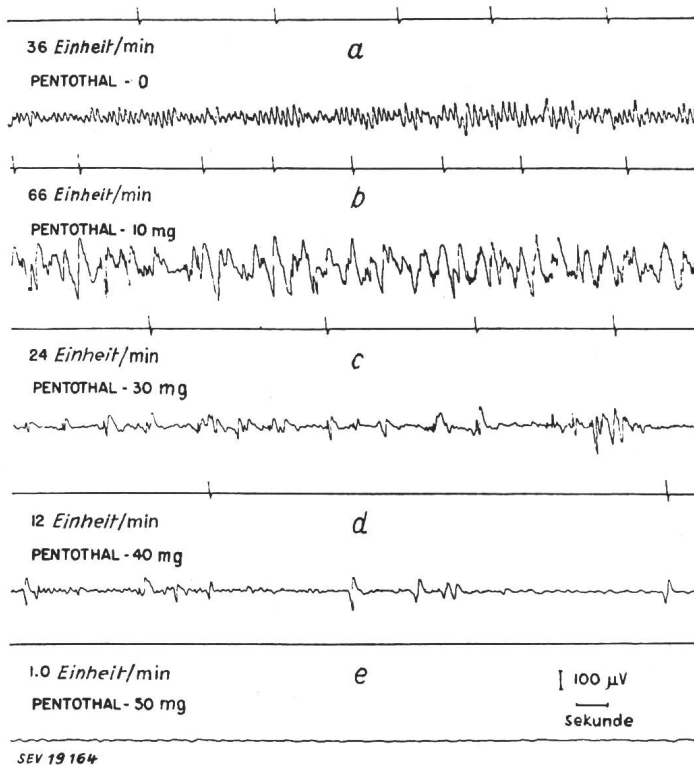 36 Einheit/min
a
PENTOTHAL - 0
66 Einheit/min
b
PENTOTHAL - 10 mg
24 Einheit/min
c
PENTOTHAL - 30 mg
12 Einheit/min
d
PENTOTHAL - 40 mg
1.0 Einheit/min
e
100 µV
PENTOTHAL - 50 mg
Sekunde
SEV 19164